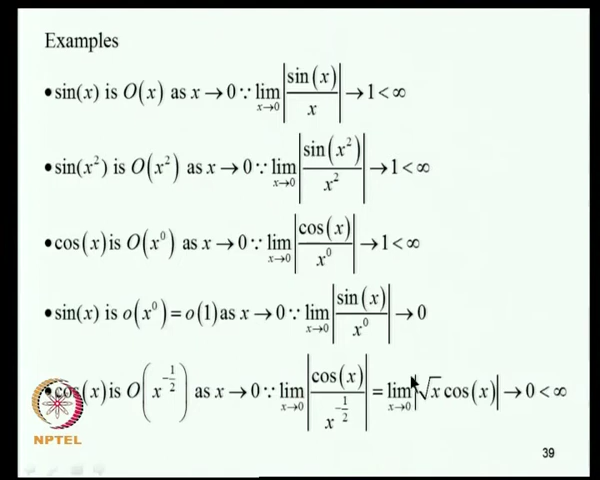 Examples
•sin(x) is O(x) as x → 0 ∵ lim_{x→0} |sin(x)/x| → 1 < ∞
•sin(x²) is O(x²) as x → 0 ∵ lim_{x→0} |sin(x²)/x²| → 1 < ∞
•cos(x) is O(x⁰) as x → 0 ∵ lim_{x→0} |cos(x)/x⁰| → 1 < ∞
•sin(x) is o(x⁰) = o(1) as x → 0 ∵ lim_{x→0} |sin(x)/x⁰| → 0
•cos(x) is O(x^{-1/2}) as x → 0 ∵ lim_{x→0} |cos(x)/x^{-1/2}| = lim_{x→0} |√x cos(x)| → 0 < ∞
NPTEL
39